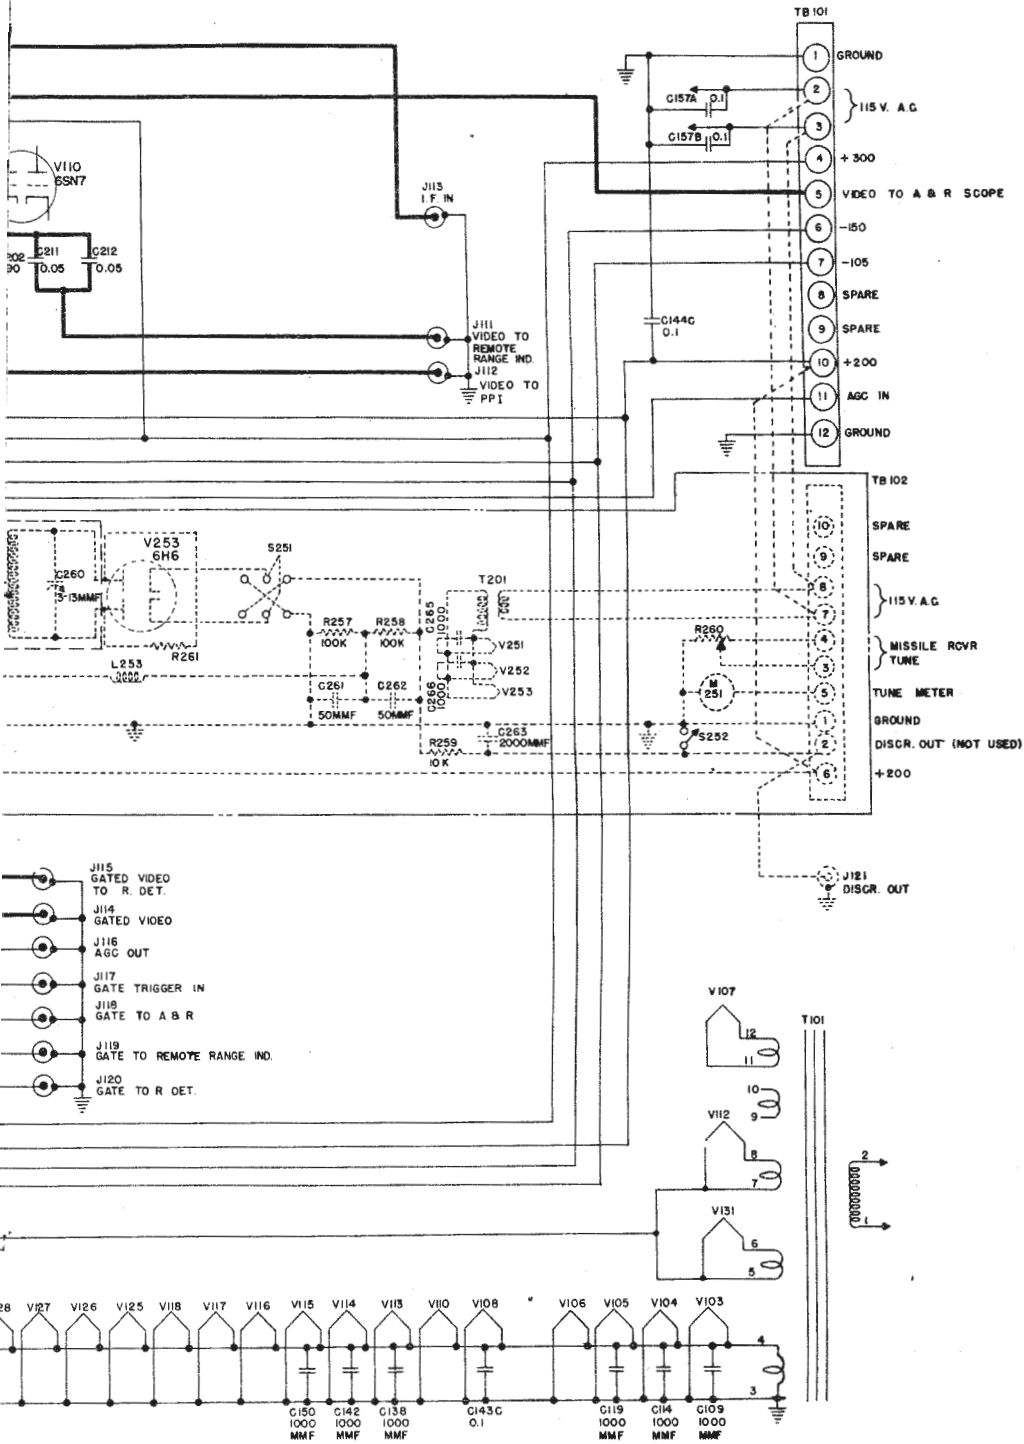 TB 101
1 GROUND
C157A 0.1
2
115 V. A.C.
C157B 0.1
3
4 +300
V110
6SN7
J113
I.F. IN
5 VIDEO TO A & R SCOPE
6 -150
C211
0.05
C212
0.05
202
90
7 -105
8 SPARE
C144C
0.1
9 SPARE
J111
VIDEO TO
REMOTE
RANGE IND.
J112
VIDEO TO
PPI
10 +200
11 AGC IN
12 GROUND
TB 102
10 SPARE
9 SPARE
V253
6H6
S251
C260
3-13MMF
T201
8
115 V. A.C.
7
C265
1000
R257
100K
R258
100K
R260
4 MISSILE RCVR
3 TUNE
V251
V252
V253
R261
L253
C261
50MMF
C262
50MMF
C266
1000
M
251
5 TUNE METER
1 GROUND
C263
2000MMF
R259
10K
S252
2 DISCR. OUT (NOT USED)
6 +200
J115
GATED VIDEO
TO R. DET.
J121
DISCR. OUT
J114
GATED VIDEO
J116
AGC OUT
J117
GATE TRIGGER IN
J118
GATE TO A & R
J119
GATE TO REMOTE RANGE IND.
J120
GATE TO R DET.
V107
T101
12
11
10
9
V112
8
7
2
1
V131
6
5
28 V127 V126 V125 V118 V117 V116 V115 V114 V113 V110 V108 V106 V105 V104 V103
4
3
C150
1000
MMF
C142
1000
MMF
C138
1000
MMF
C143C
0.1
C119
1000
MMF
C114
1000
MMF
C109
1000
MMF